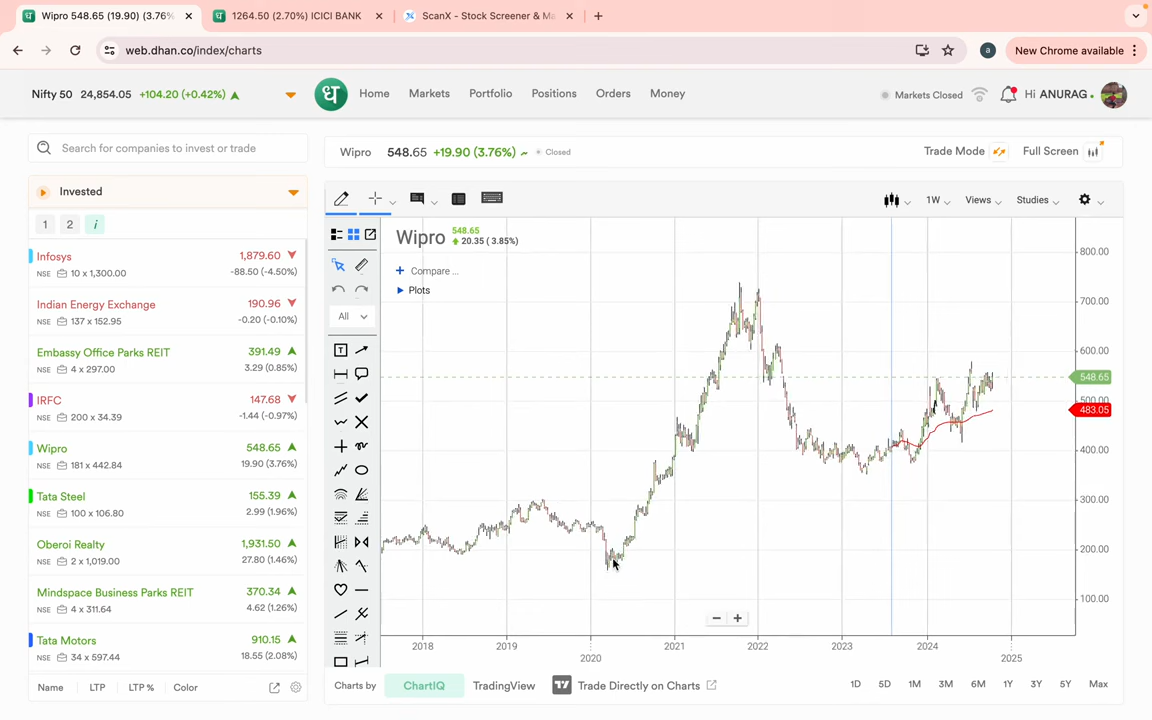 Wipro 548.65 (19.90) (3.76%
1264.50 (2.70%) ICICI BANK
ScanX - Stock Screener & Ma
web.dhan.co/index/charts
a
New Chrome available
Nifty 50 24,854.05 +104.20 (+0.42%)
ध
Home
Markets
Portfolio
Positions
Orders
Money
Markets Closed
Hi ANURAG
Search for companies to invest or trade
Wipro 548.65 +19.90 (3.76%) Closed
Trade Mode
Full Screen
Invested
1 2 i
Infosys 1,879.60
NSE 10 x 1,300.00 -88.50 (-4.50%)
Indian Energy Exchange 190.96
NSE 137 x 152.95 -0.20 (-0.10%)
Embassy Office Parks REIT 391.49
NSE 4 x 297.00 3.29 (0.85%)
IRFC 147.68
NSE 200 x 34.39 -1.44 (-0.97%)
Wipro 548.65
NSE 181 x 442.84 19.90 (3.76%)
Tata Steel 155.39
NSE 100 x 106.80 2.99 (1.96%)
Oberoi Realty 1,931.50
NSE 2 x 1,019.00 27.80 (1.46%)
Mindspace Business Parks REIT 370.34
NSE 4 x 311.64 4.62 (1.26%)
Tata Motors 910.15
NSE 34 x 597.44 18.55 (2.08%)
Name LTP LTP % Color
1W Views Studies
Wipro 548.65
20.35 ( 3.85%)
+ Compare ...
Plots
All
T
800.00
700.00
600.00
548.65
500.00
483.05
400.00
300.00
200.00
100.00
2018 2019 2020 2021 2022 2023 2024 2025
Charts by ChartIQ TradingView Trade Directly on Charts
1D 5D 1M 3M 6M 1Y 3Y 5Y Max